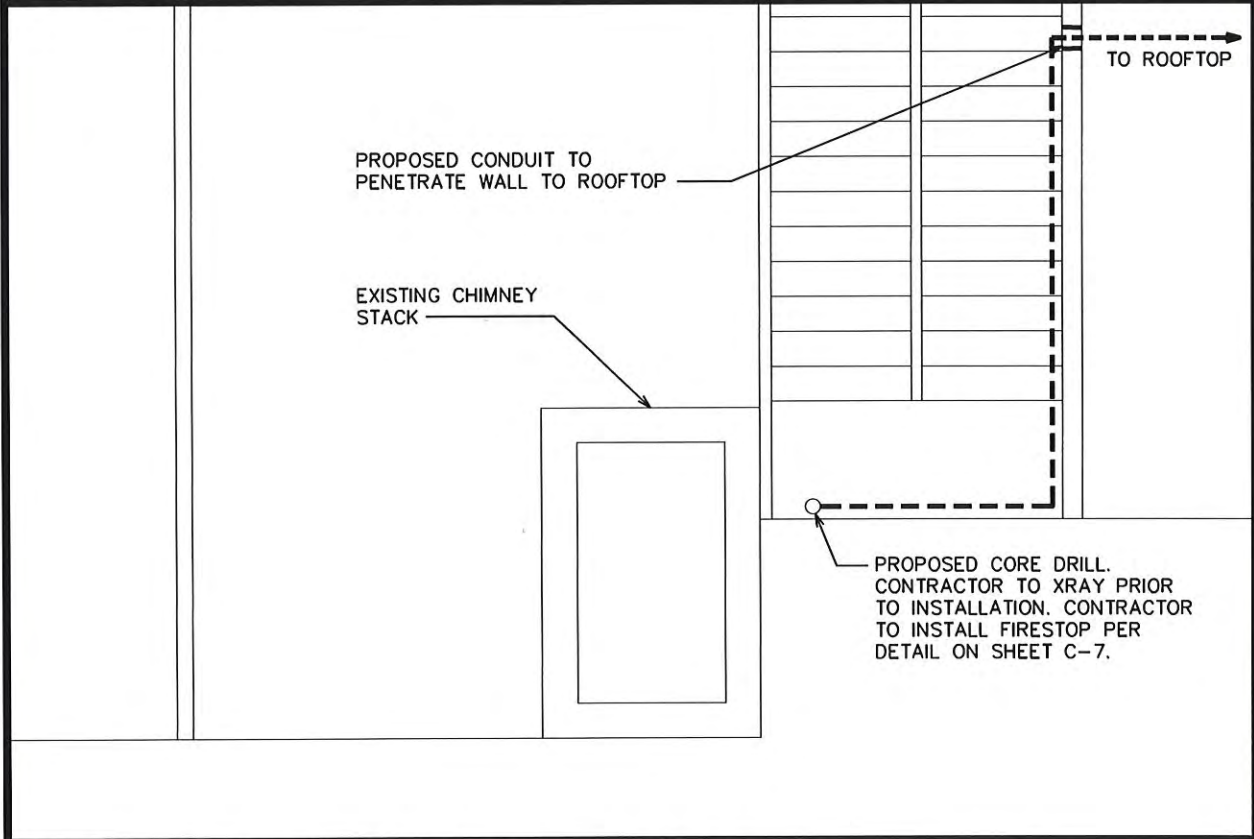 TO ROOFTOP
PROPOSED CONDUIT TO
PENETRATE WALL TO ROOFTOP
EXISTING CHIMNEY
STACK
PROPOSED CORE DRILL.
CONTRACTOR TO XRAY PRIOR
TO INSTALLATION. CONTRACTOR
TO INSTALL FIRESTOP PER
DETAIL ON SHEET C-7.